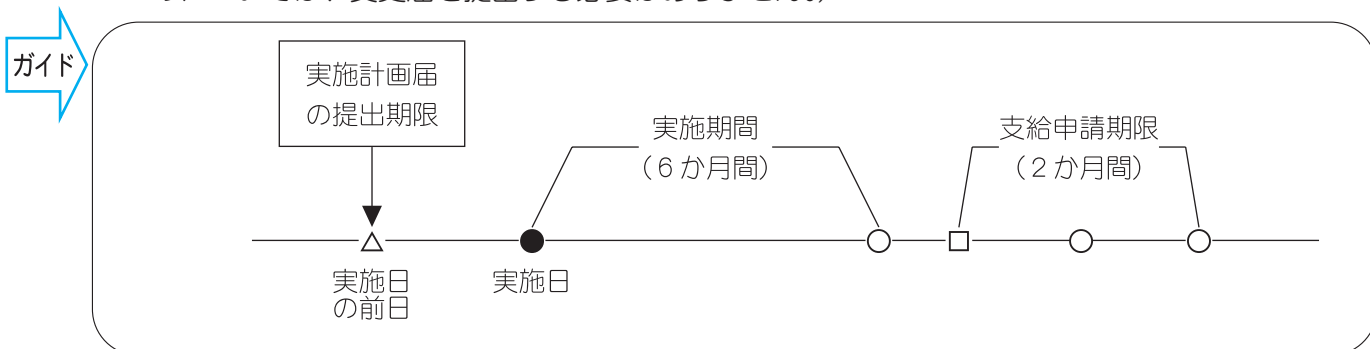 ガイド
実施計画届
の提出期限
実施期間
(6か月間)
支給申請期限
(2か月間)
実施日
の前日
実施日